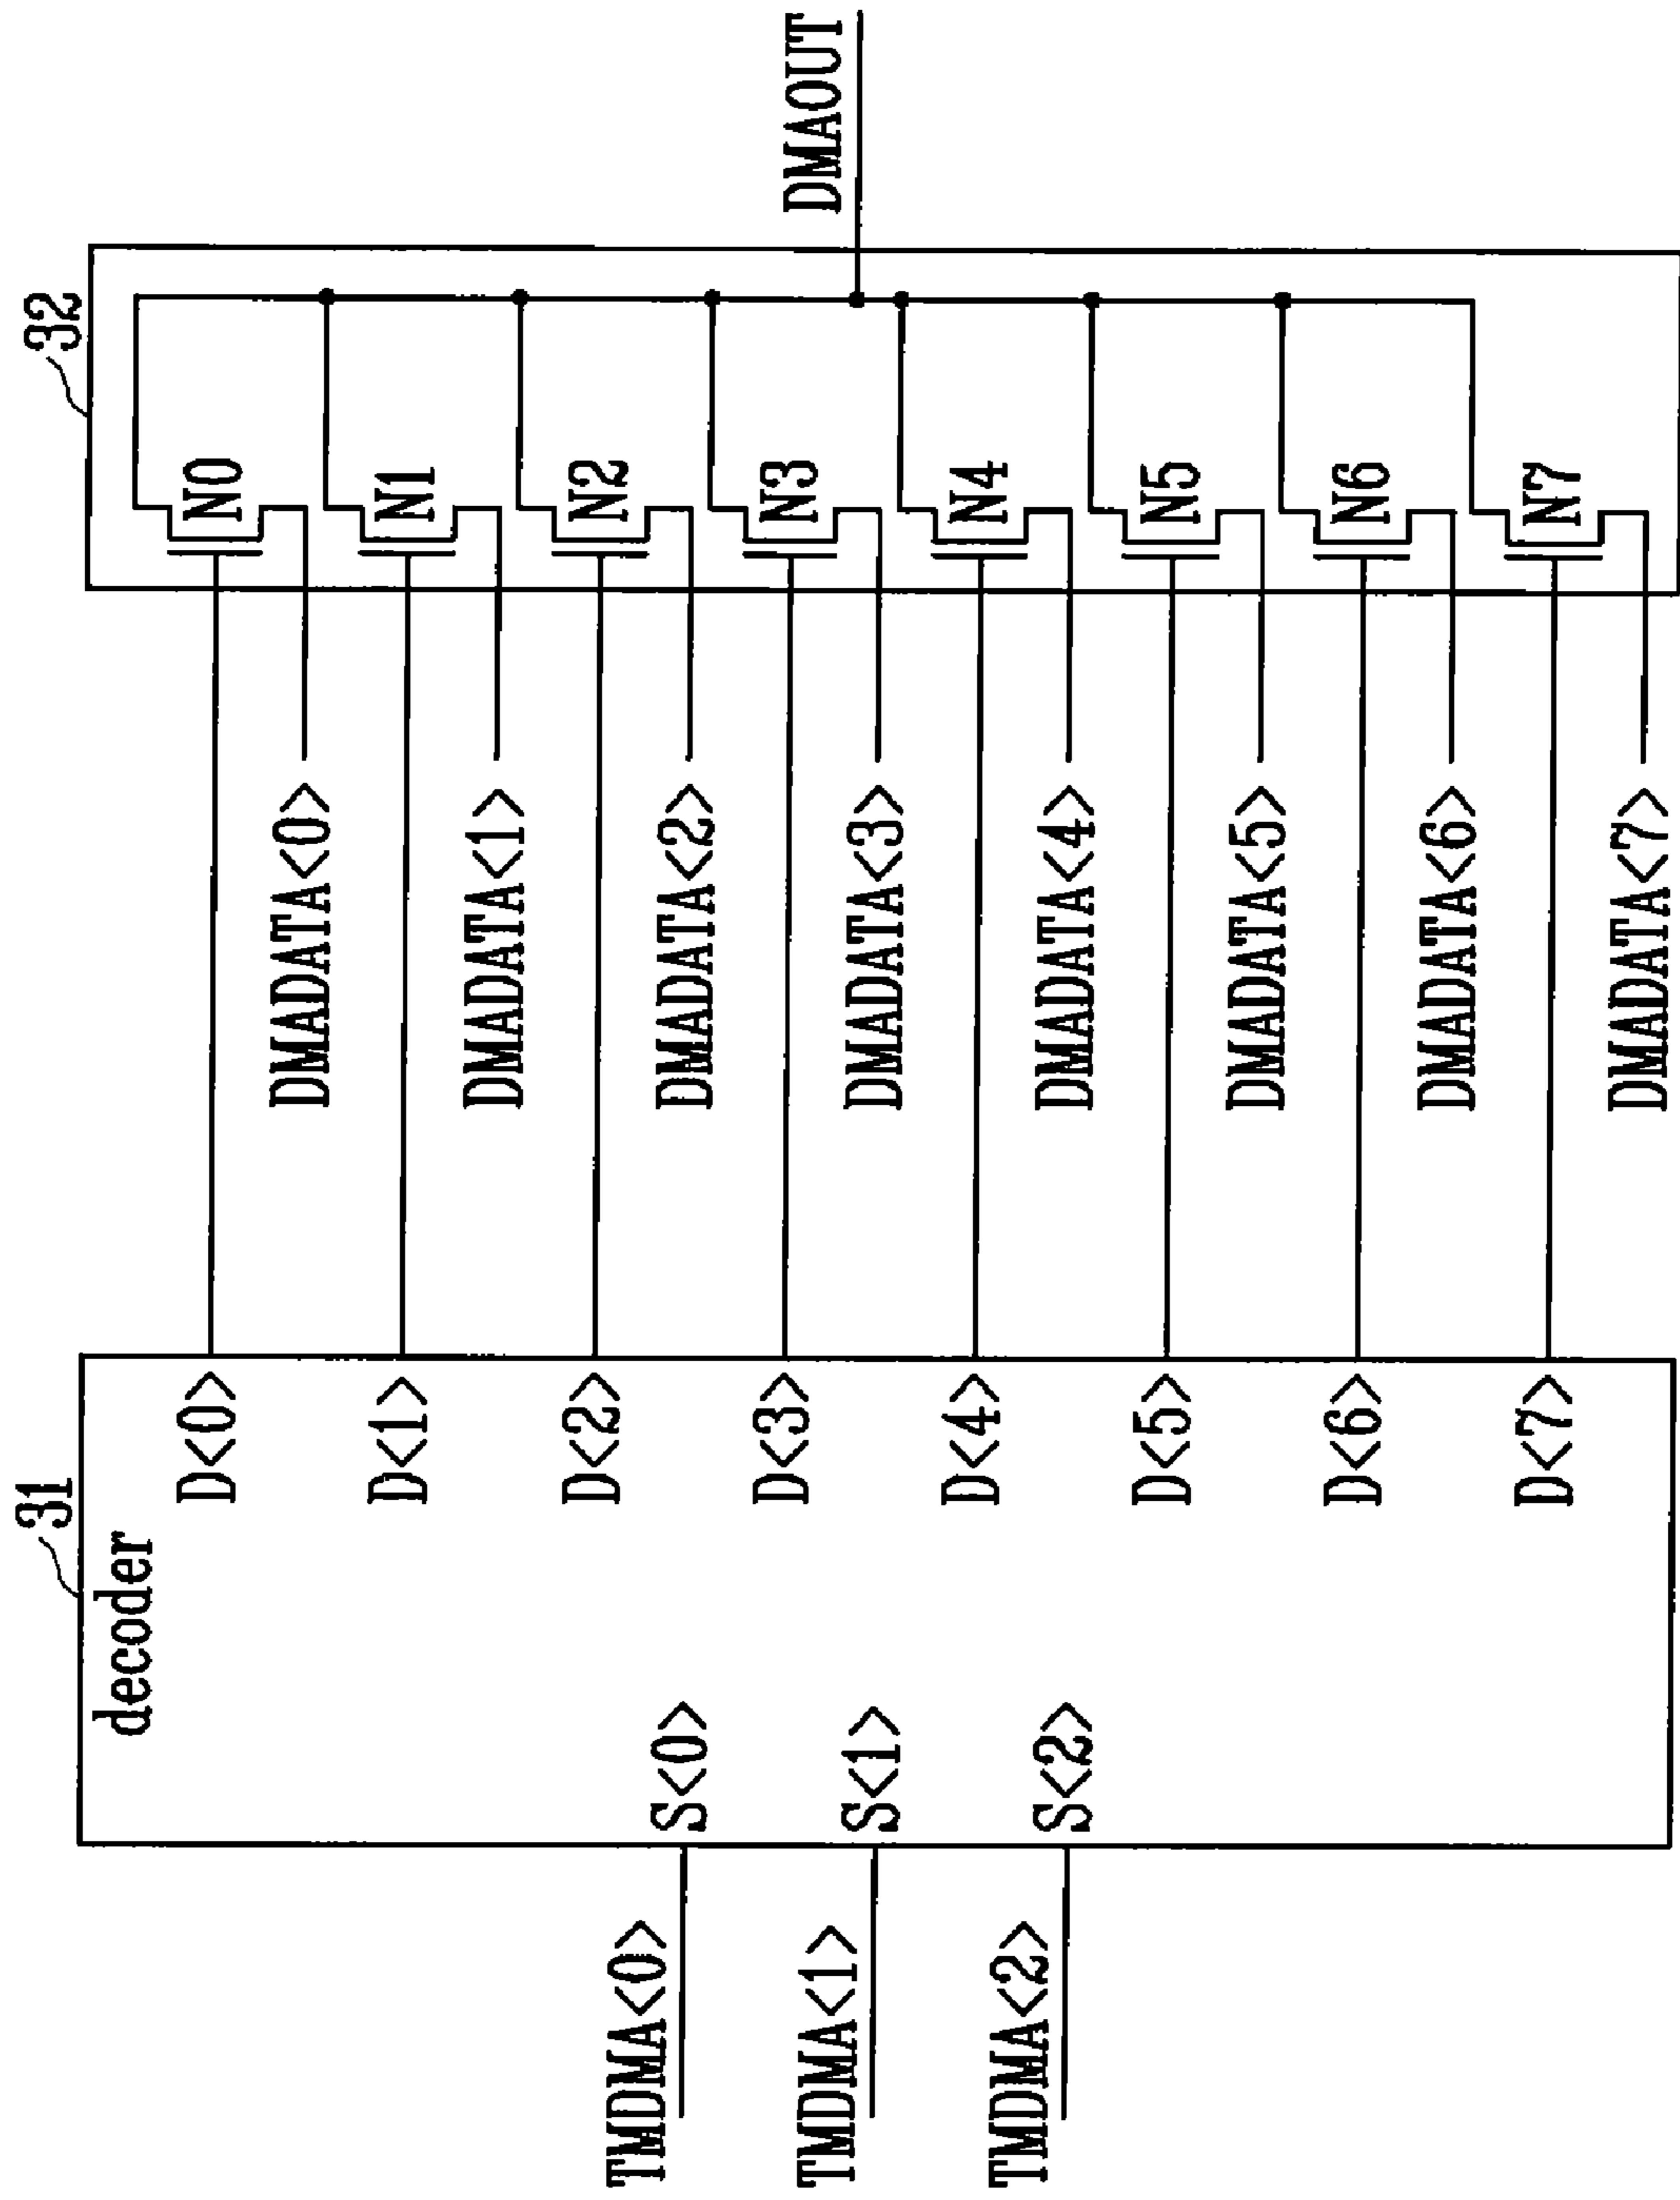 31
decoder
TMDMA<0>
TMDMA<1>
TMDMA<2>
S<0>
S<1>
S<2>
D<0>
D<1>
D<2>
D<3>
D<4>
D<5>
D<6>
D<7>
DMADATA<0>
DMADATA<1>
DMADATA<2>
DMADATA<3>
DMADATA<4>
DMADATA<5>
DMADATA<6>
DMADATA<7>
32
N0
N1
N2
N3
N4
N5
N6
N7
DMAOUT